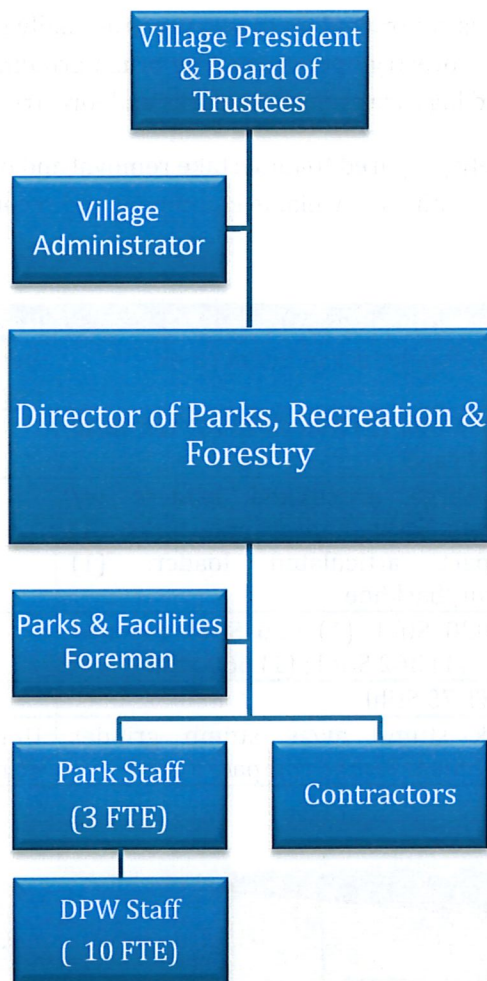 Village President
& Board of
Trustees
Village
Administrator
Director of Parks, Recreation &
Forestry
Parks & Facilities
Foreman
Park Staff
(3 FTE)
Contractors
DPW Staff
( 10 FTE)